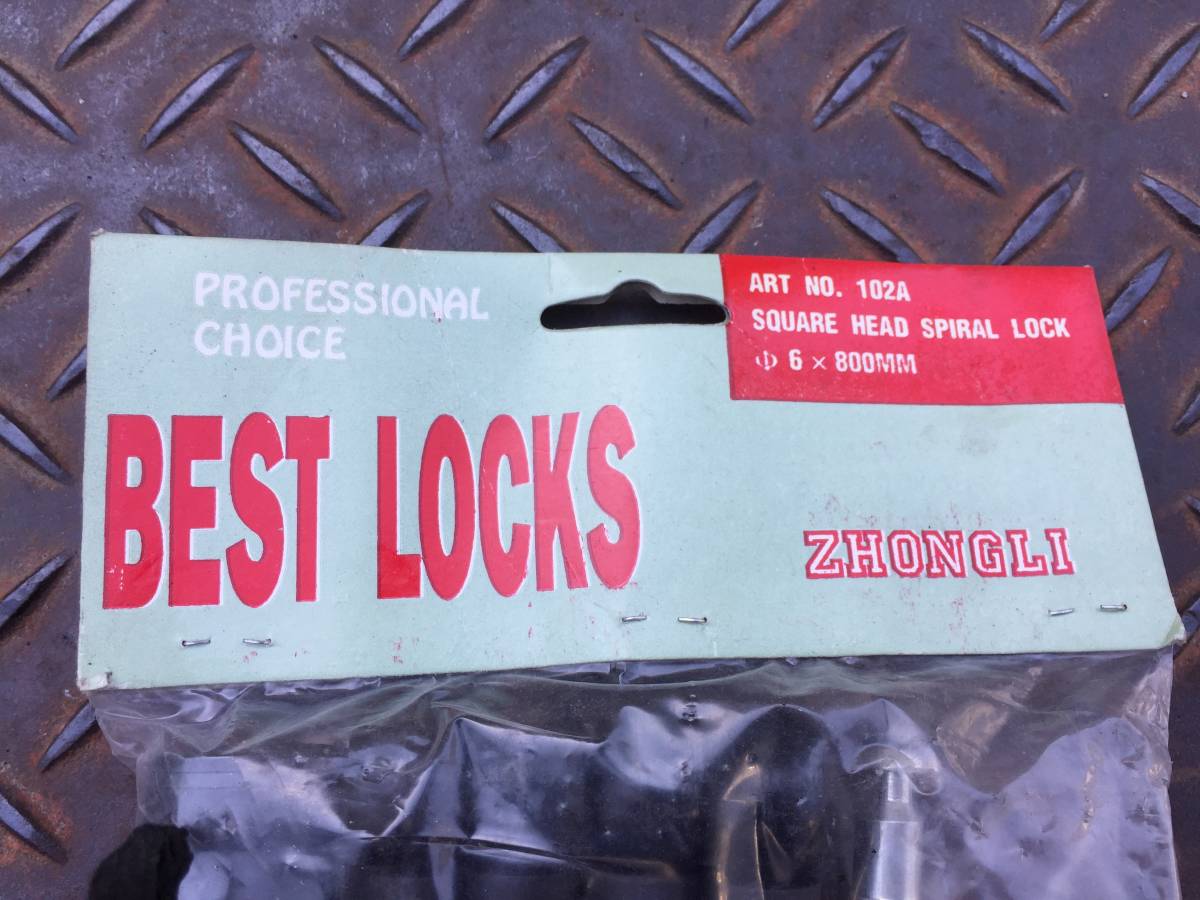 PROFESSIONAL
CHOICE
BEST LOCKS
ART NO. 102A
SQUARE HEAD SPIRAL LOCK
Φ 6 × 800MM
ZHONGLI